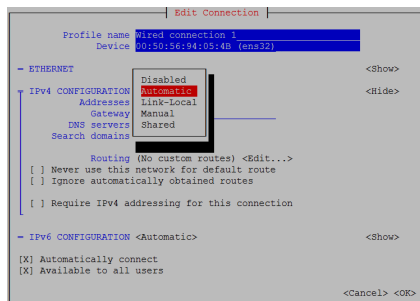 Edit Connection
Profile name Wired connection 1
Device 00:50:56:94:05:4B (ens32)
= ETHERNET <Show>
Disabled
= IPv4 CONFIGURATION Automatic <Hide>
Addresses Link-Local
Gateway Manual
DNS servers Shared
Search domains
Routing (No custom routes) <Edit...>
[ ] Never use this network for default route
[ ] Ignore automatically obtained routes
[ ] Require IPv4 addressing for this connection
= IPv6 CONFIGURATION <Automatic> <Show>
[X] Automatically connect
[X] Available to all users
<Cancel> <OK>